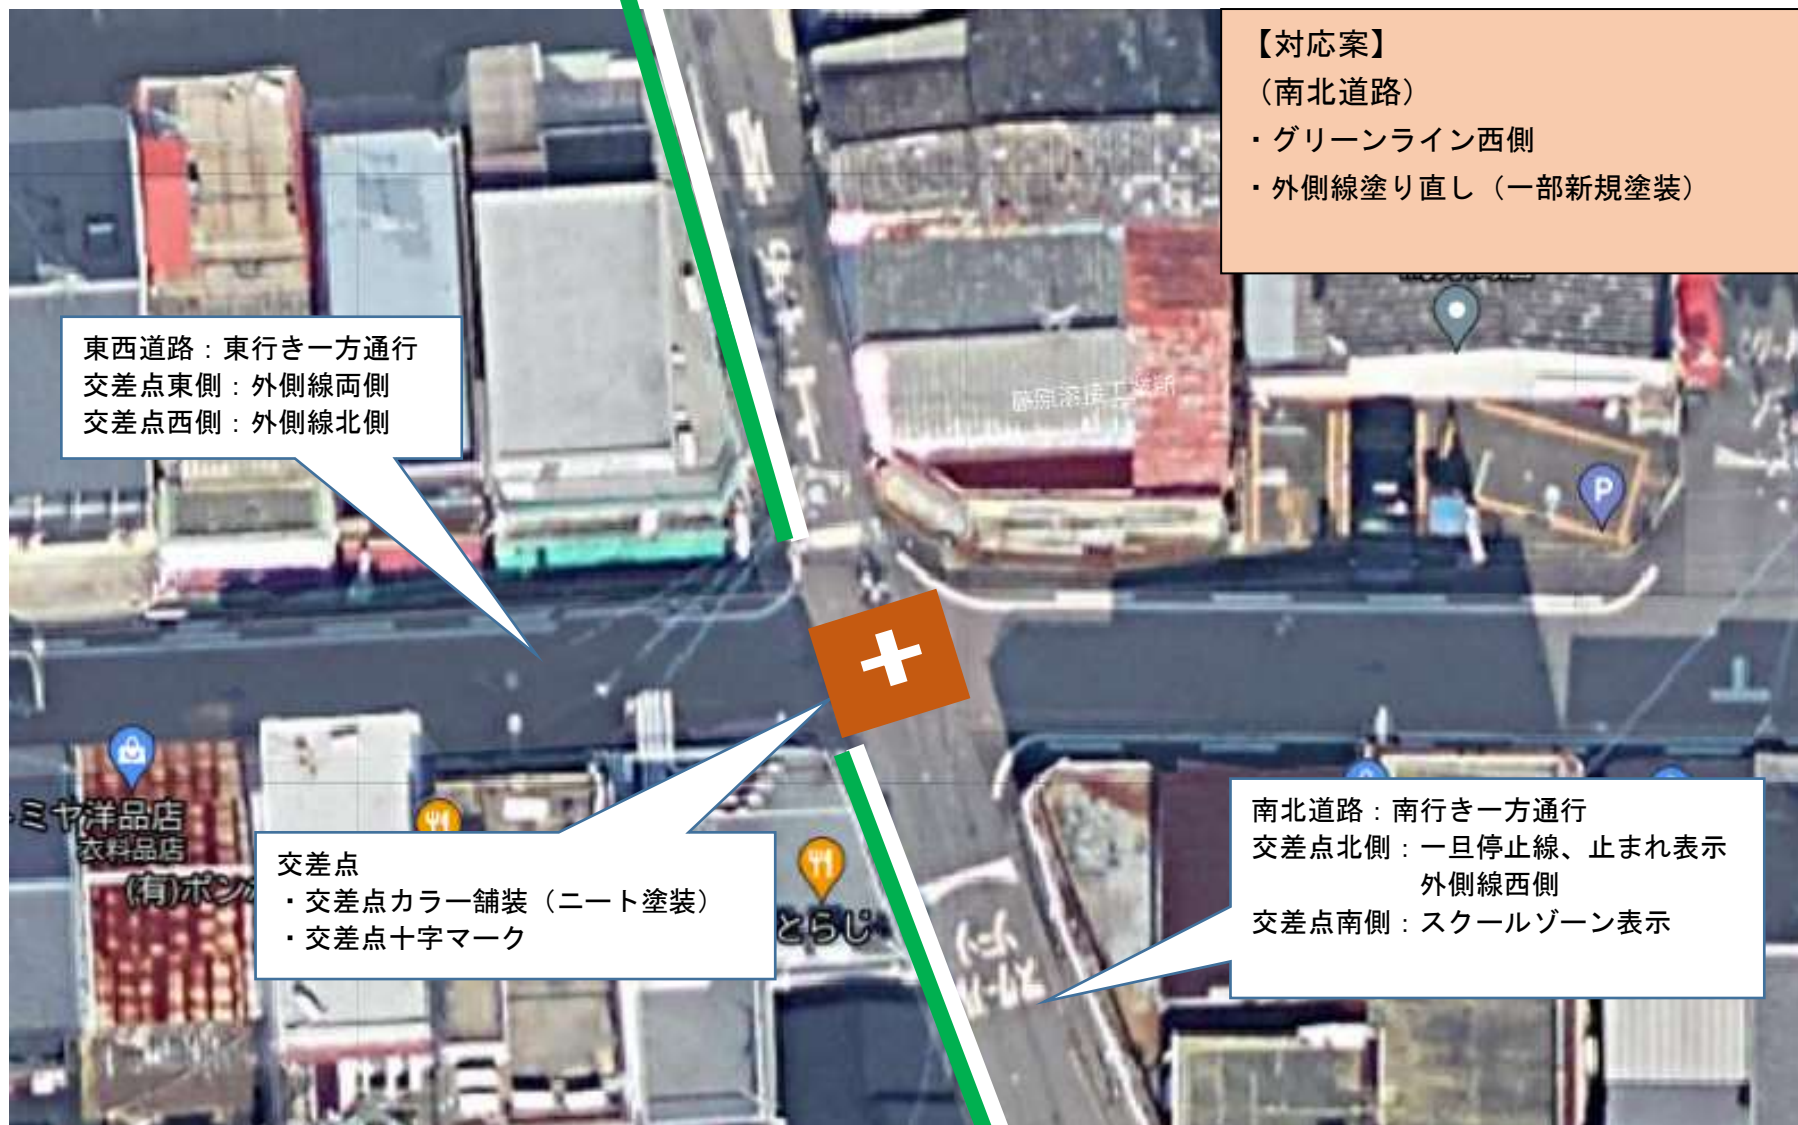 【対応案】
（南北道路）
・グリーンライン西側
・外側線塗り直し（一部新規塗装）
東西道路：東行き一方通行
交差点東側：外側線両側
交差点西側：外側線北側
P
ミヤ洋品店
衣料品店
(有)ポン
交差点
・交差点カラー舗装（ニート塗装）
・交差点十字マーク
とらじ
南北道路：南行き一方通行
交差点北側：一旦停止線、止まれ表示
外側線西側
交差点南側：スクールゾーン表示